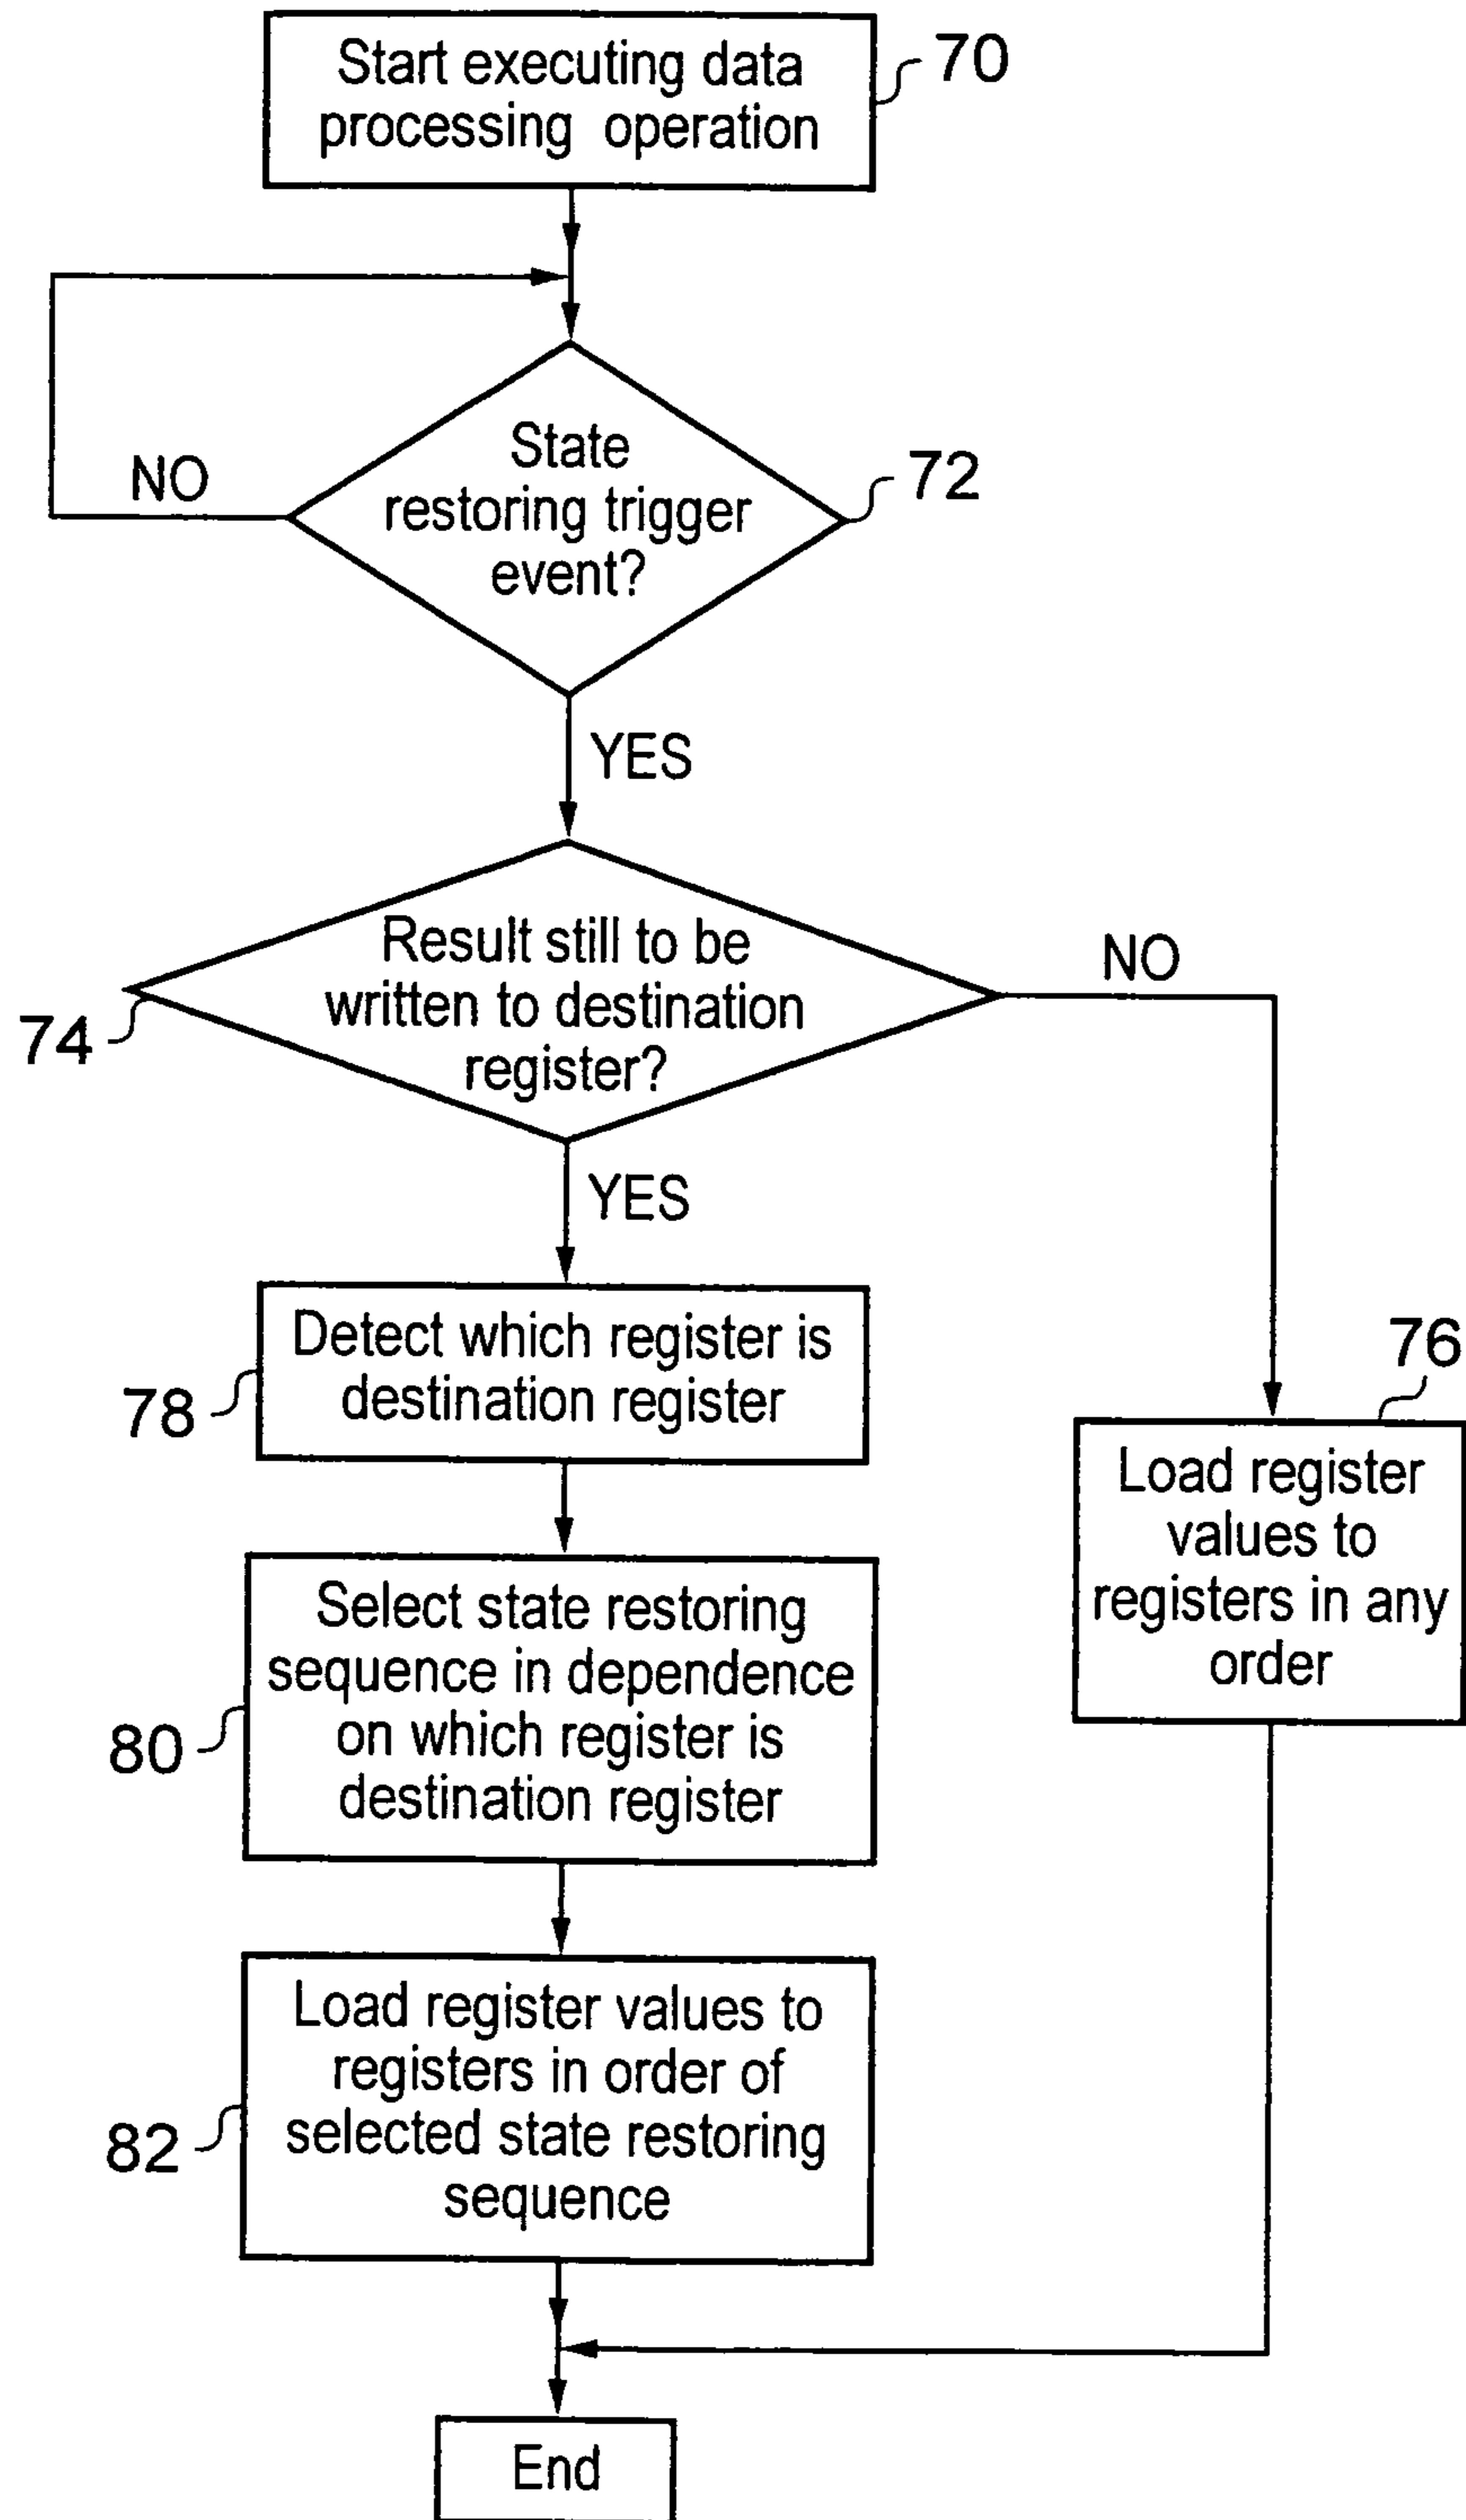 Start executing data
processing operation
70
State
restoring trigger
event?
72
NO
YES
Result still to be
written to destination
register?
74
NO
YES
Detect which register is
destination register
78
76
Load register
values to
registers in any
order
Select state restoring
sequence in dependence
on which register is
destination register
80
Load register values to
registers in order of
selected state restoring
sequence
82
End